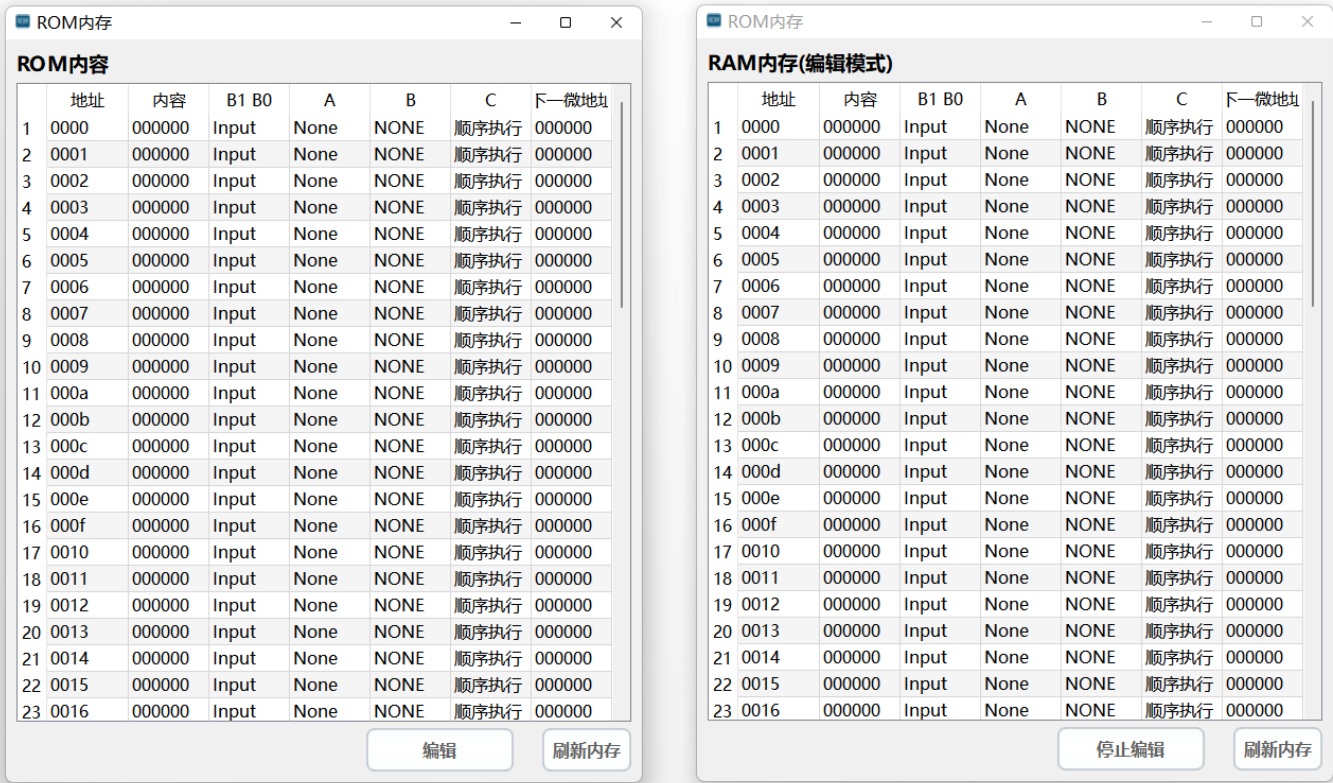 ROM内存
ROM内容
地址 内容 B1 B0 A B C 下一微地址
1 0000 000000 Input None NONE 顺序执行 000000
2 0001 000000 Input None NONE 顺序执行 000000
3 0002 000000 Input None NONE 顺序执行 000000
4 0003 000000 Input None NONE 顺序执行 000000
5 0004 000000 Input None NONE 顺序执行 000000
6 0005 000000 Input None NONE 顺序执行 000000
7 0006 000000 Input None NONE 顺序执行 000000
8 0007 000000 Input None NONE 顺序执行 000000
9 0008 000000 Input None NONE 顺序执行 000000
10 0009 000000 Input None NONE 顺序执行 000000
11 000a 000000 Input None NONE 顺序执行 000000
12 000b 000000 Input None NONE 顺序执行 000000
13 000c 000000 Input None NONE 顺序执行 000000
14 000d 000000 Input None NONE 顺序执行 000000
15 000e 000000 Input None NONE 顺序执行 000000
16 000f 000000 Input None NONE 顺序执行 000000
17 0010 000000 Input None NONE 顺序执行 000000
18 0011 000000 Input None NONE 顺序执行 000000
19 0012 000000 Input None NONE 顺序执行 000000
20 0013 000000 Input None NONE 顺序执行 000000
21 0014 000000 Input None NONE 顺序执行 000000
22 0015 000000 Input None NONE 顺序执行 000000
23 0016 000000 Input None NONE 顺序执行 000000
编辑 刷新内存
ROM内存
RAM内存(编辑模式)
地址 内容 B1 B0 A B C 下一微地址
1 0000 000000 Input None NONE 顺序执行 000000
2 0001 000000 Input None NONE 顺序执行 000000
3 0002 000000 Input None NONE 顺序执行 000000
4 0003 000000 Input None NONE 顺序执行 000000
5 0004 000000 Input None NONE 顺序执行 000000
6 0005 000000 Input None NONE 顺序执行 000000
7 0006 000000 Input None NONE 顺序执行 000000
8 0007 000000 Input None NONE 顺序执行 000000
9 0008 000000 Input None NONE 顺序执行 000000
10 0009 000000 Input None NONE 顺序执行 000000
11 000a 000000 Input None NONE 顺序执行 000000
12 000b 000000 Input None NONE 顺序执行 000000
13 000c 000000 Input None NONE 顺序执行 000000
14 000d 000000 Input None NONE 顺序执行 000000
15 000e 000000 Input None NONE 顺序执行 000000
16 000f 000000 Input None NONE 顺序执行 000000
17 0010 000000 Input None NONE 顺序执行 000000
18 0011 000000 Input None NONE 顺序执行 000000
19 0012 000000 Input None NONE 顺序执行 000000
20 0013 000000 Input None NONE 顺序执行 000000
21 0014 000000 Input None NONE 顺序执行 000000
22 0015 000000 Input None NONE 顺序执行 000000
23 0016 000000 Input None NONE 顺序执行 000000
停止编辑 刷新内存